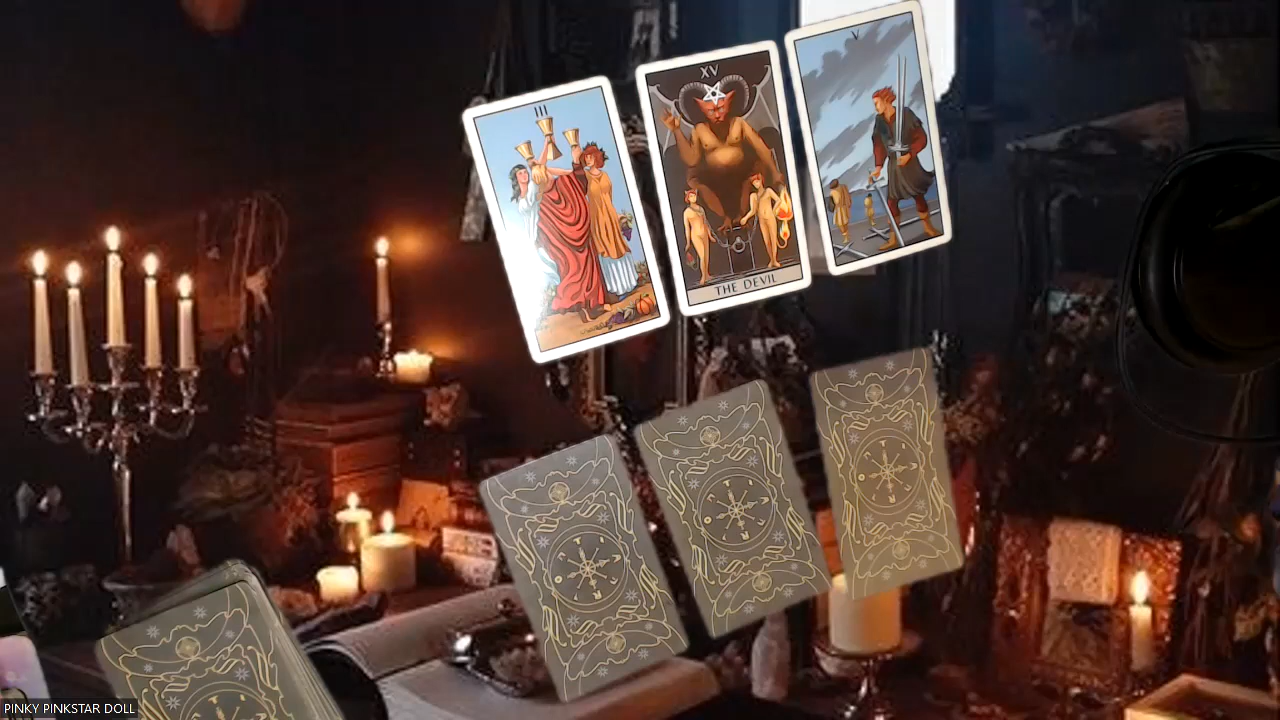 III
XV
V
THE DEVIL
T
A
R
O
T
A
R
O
T
A
R
O
PINKY PINKSTAR DOLL